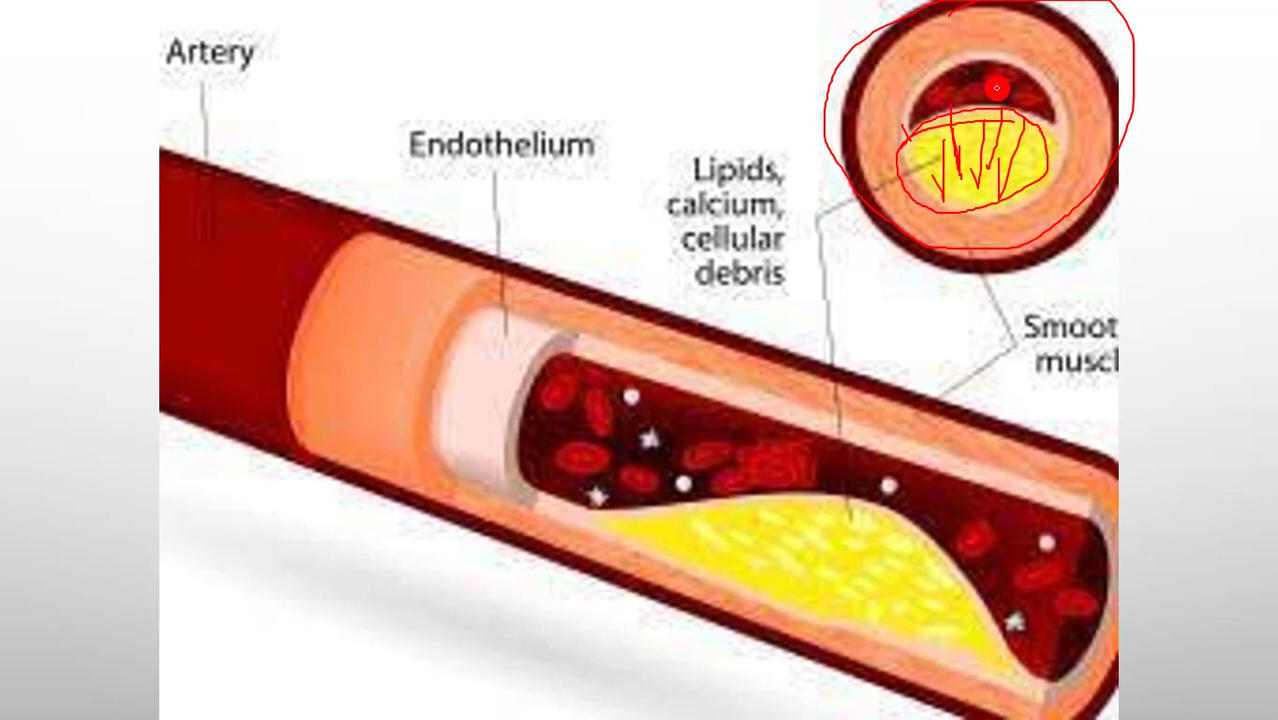 Artery
Endothelium
Lipids,
calcium,
cellular
debris
Smoot
muscl